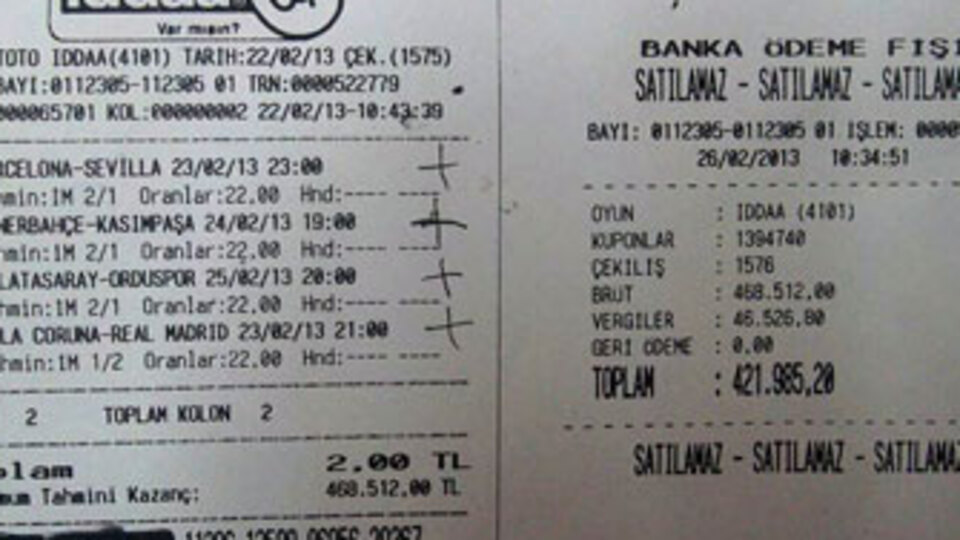 iddaa
Var mısın?
TOTO IDDAA(4101) TARİH:22/02/13 ÇEK.(1575)
BAYI:0112305-112305 01 TRN:0000522779
000065701 KOL:000000002 22/02/13-10:43:39
RCELONA-SEVILLA 23/02/13 23:00
hmin:1M 2/1 Oranlar:22.00 Hnd:---- ----
NERBAHÇE-KASIMPAŞA 24/02/13 19:00
hmin:1M 2/1 Oranlar:22.00 Hnd:---- ----
LATASARAY-ORDUSPOR 25/02/13 20:00
hmin:1M 2/1 Oranlar:22.00 Hnd:---- ----
LA CORUNA-REAL MADRID 23/02/13 21:00
hmin:1M 1/2 Oranlar:22.00 Hnd:---- ----
2 TOPLAM KOLON 2
plam 2.00 TL
mum Tahmini Kazanç: 468.512,00 TL
BANKA ÖDEME FIŞI
SATILAMAZ - SATILAMAZ - SATILAMA
BAYI: 0112305-0112305 01 IŞLEM: 0000
26/02/2013 10:34:51
OYUN : IDDAA (4101)
KUPONLAR : 1394740
ÇEKILIŞ : 1576
BRUT : 468.512,00
VERGILER : 46.526,80
GERI ÖDEME : 0.00
TOPLAM : 421.985,20
SATILAMAZ - SATILAMAZ - SATILAMAZ